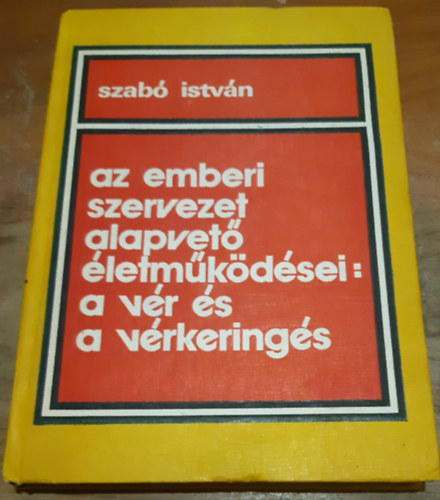 szabó istván
az emberi
szervezet
alapvető
életműködései:
a vér és
a vérkeringés